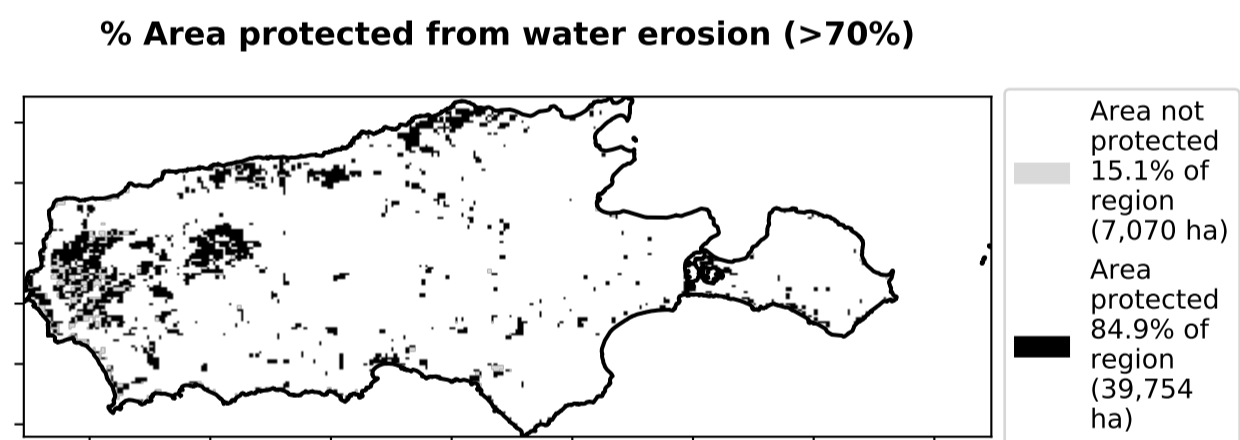 % Area protected from water erosion (>70%)
Area not
protected
15.1% of
region
(7,070 ha)
Area
protected
84.9% of
region
(39,754
ha)